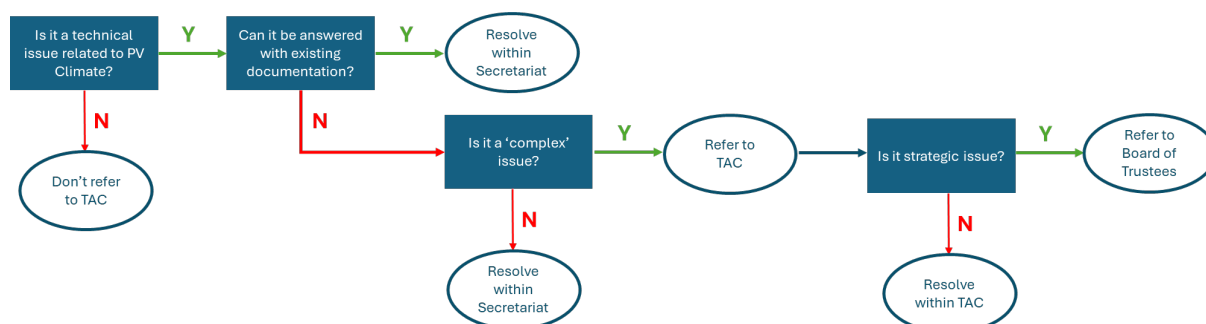 Is it a technical
issue related to PV
Climate?
Y
Can it be answered
with existing
documentation?
Y
Resolve
within
Secretariat
N
Don't refer
to TAC
N
Is it a ‘complex’
issue?
Y
Refer to
TAC
Is it strategic issue?
Y
Refer to
Board of
Trustees
N
Resolve
within
Secretariat
N
Resolve
within TAC